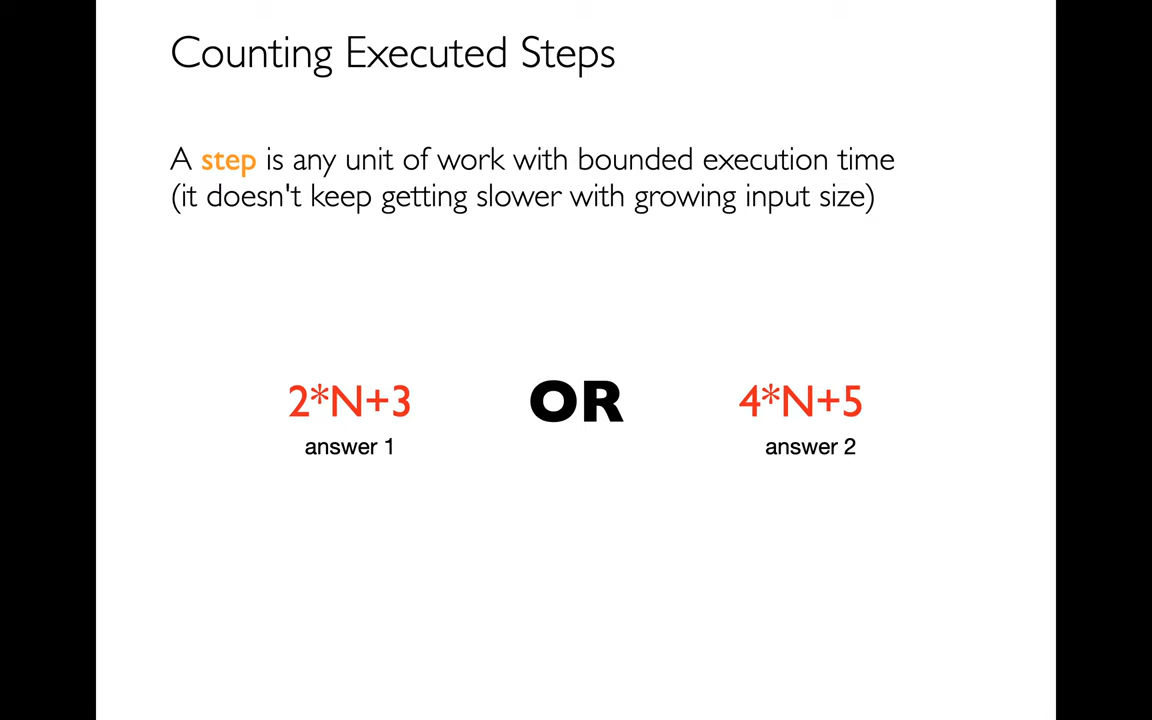 Counting Executed Steps
A step is any unit of work with bounded execution time
(it doesn't keep getting slower with growing input size)
2*N+3 OR 4*N+5
answer 1 answer 2